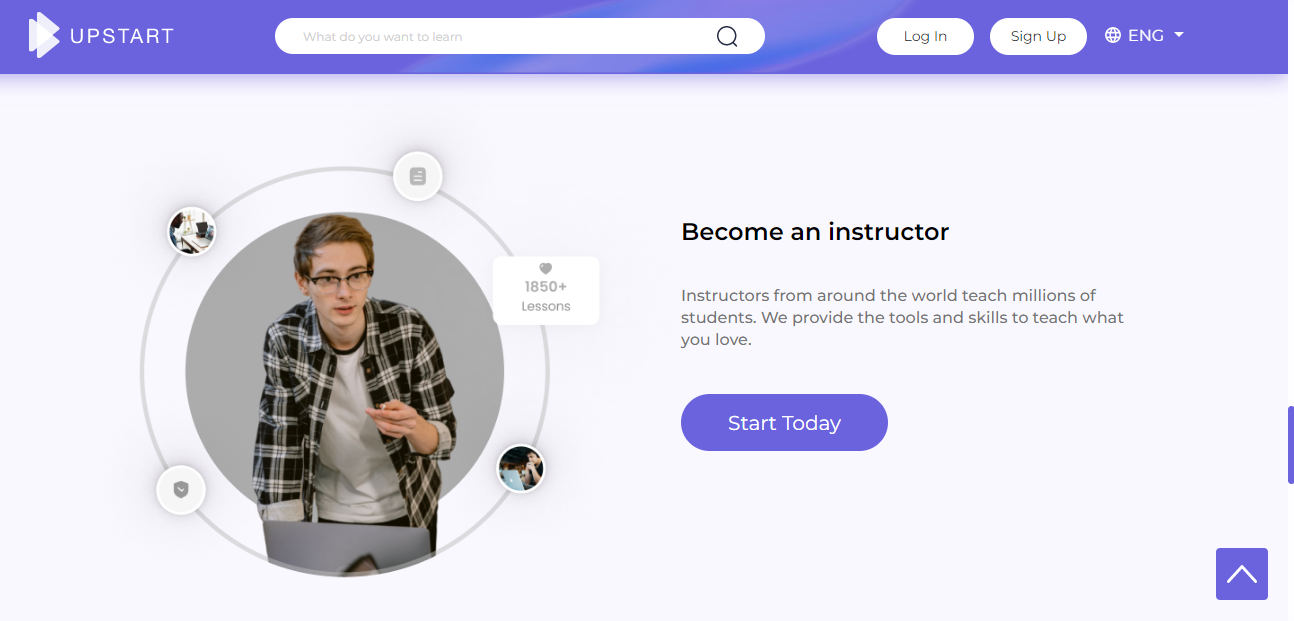 UPSTART
What do you want to learn
Log In
Sign Up
ENG
1850+
Lessons
Become an instructor
Instructors from around the world teach millions of
students. We provide the tools and skills to teach what
you love.
Start Today